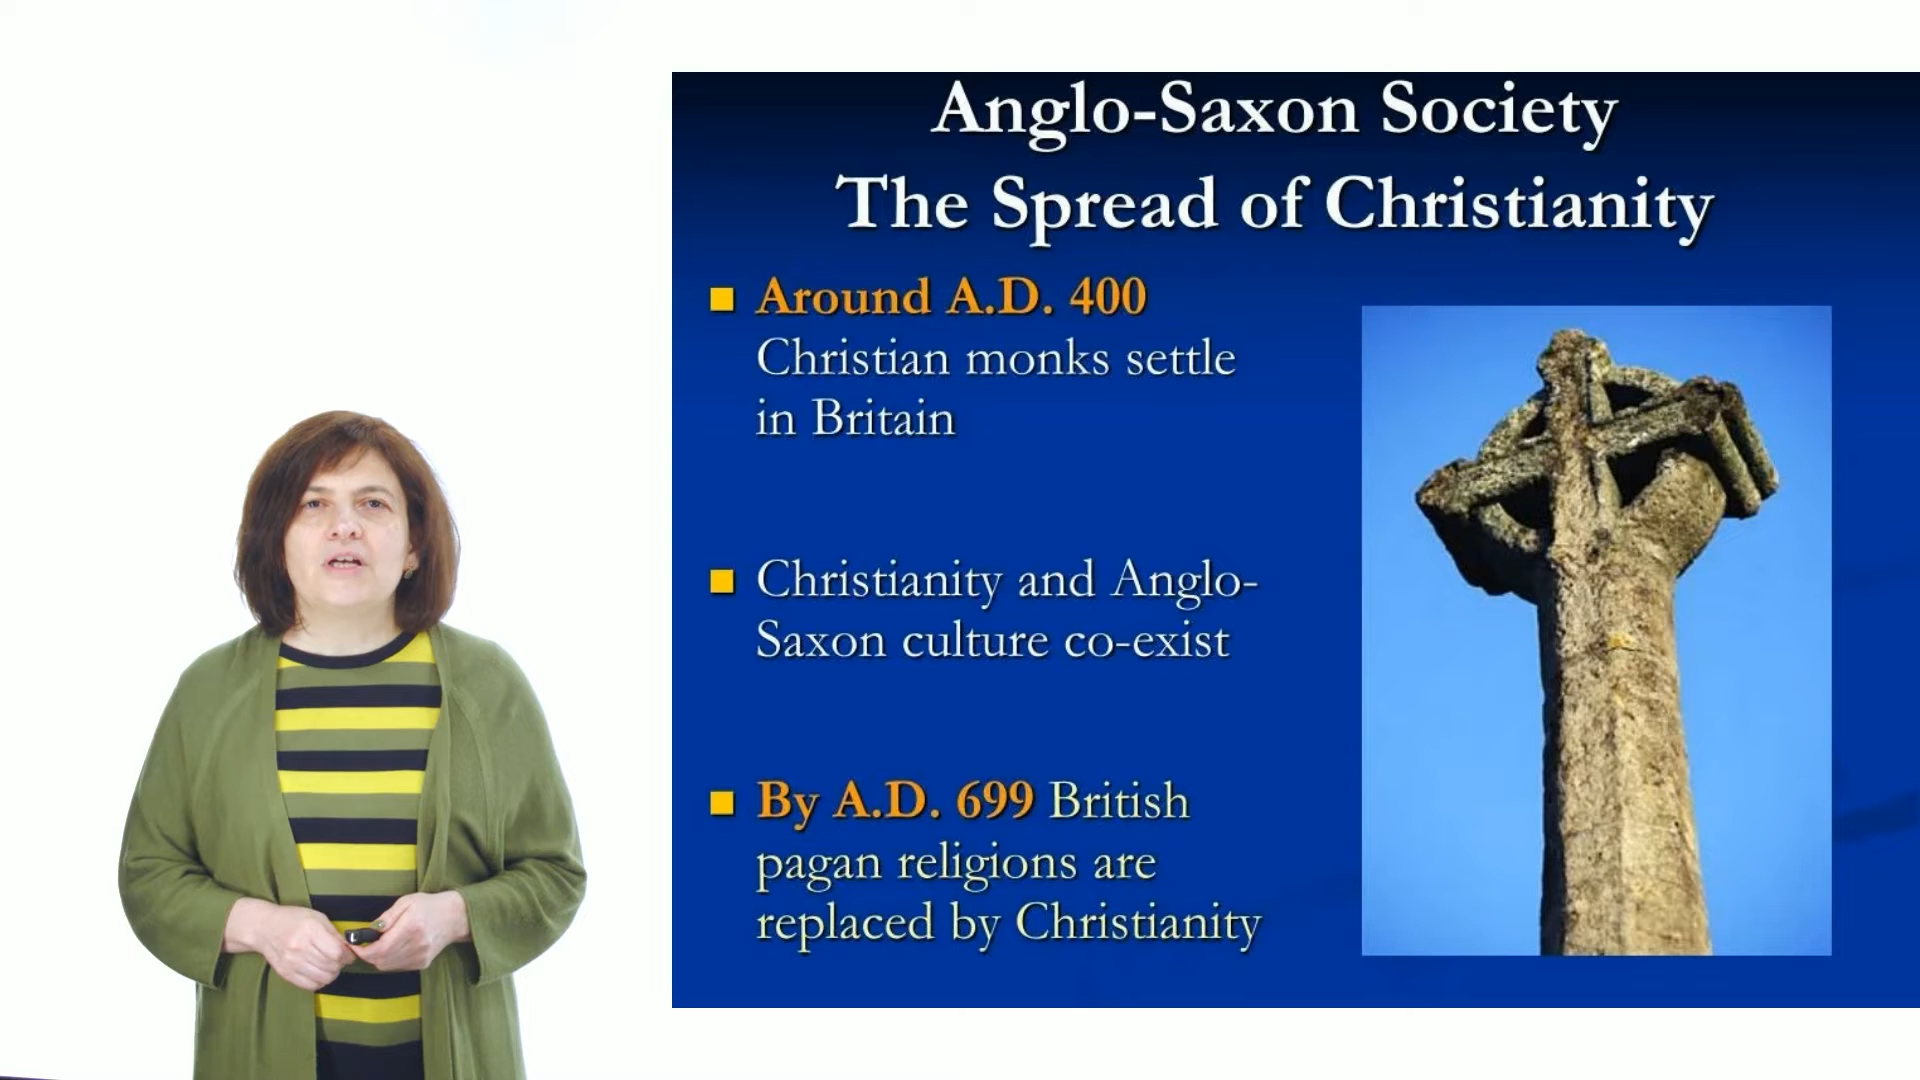 Anglo-Saxon Society
The Spread of Christianity
Around A.D. 400
Christian monks settle
in Britain
Christianity and Anglo-
Saxon culture co-exist
By A.D. 699 British
pagan religions are
replaced by Christianity